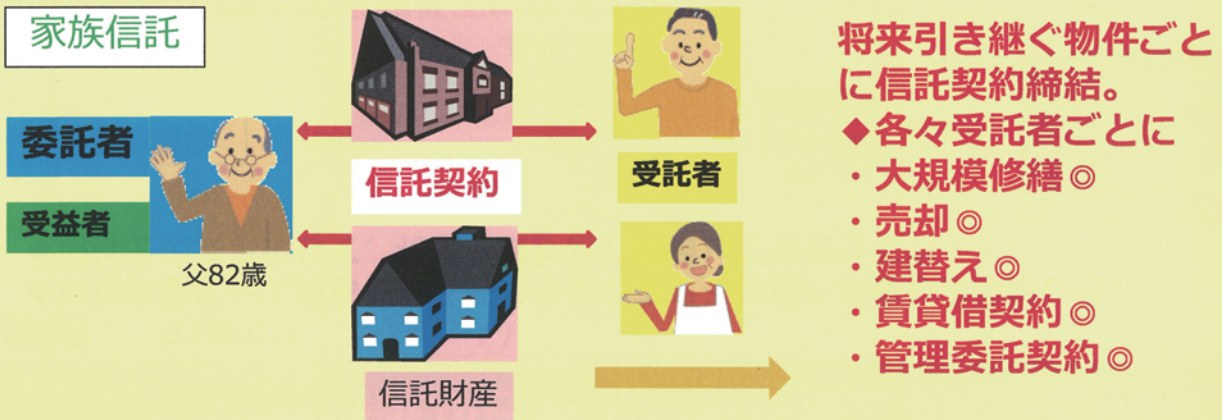 家族信託
委託者
受益者
父82歳
信託契約
信託財産
受託者
将来引き継ぐ物件ごと
に信託契約締結。
◆各々受託者ごとに
・大規模修繕◎
・売却◎
・建替え◎
・賃貸借契約◎
・管理委託契約◎